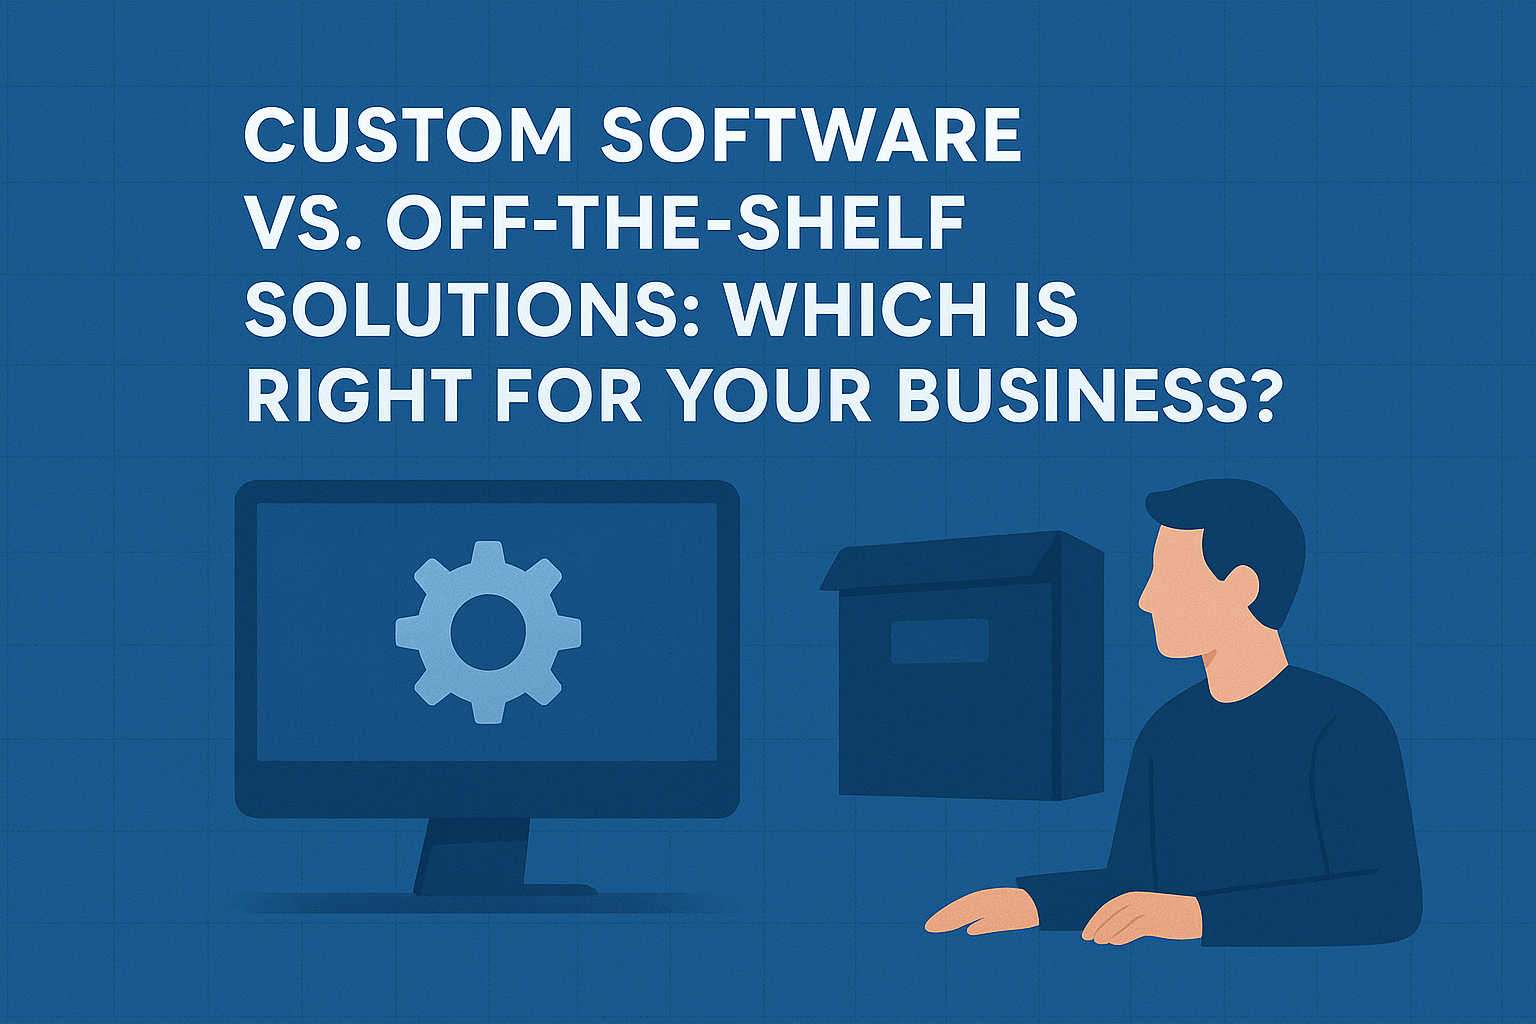 CUSTOM SOFTWARE
VS. OFF-THE-SHELF
SOLUTIONS: WHICH IS
RIGHT FOR YOUR BUSINESS?